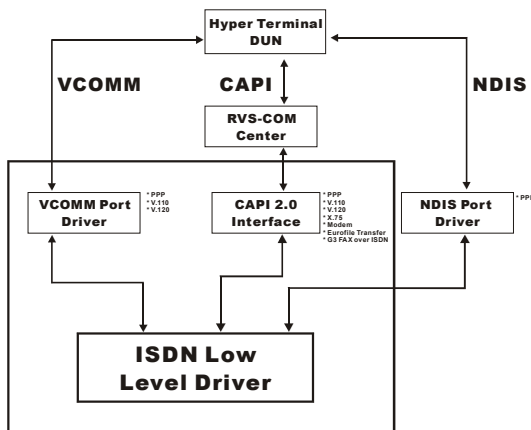 Hyper Terminal
DUN
VCOMM
CAPI
NDIS
RVS-COM
Center
VCOMM Port
Driver
* PPP
* V.110
* V.120
CAPI 2.0
Interface
* PPP
* V.110
* V.120
* X.75
* Modem
* Eurofile Transfer
* G3 FAX over ISDN
NDIS Port
Driver
ISDN Low
Level Driver